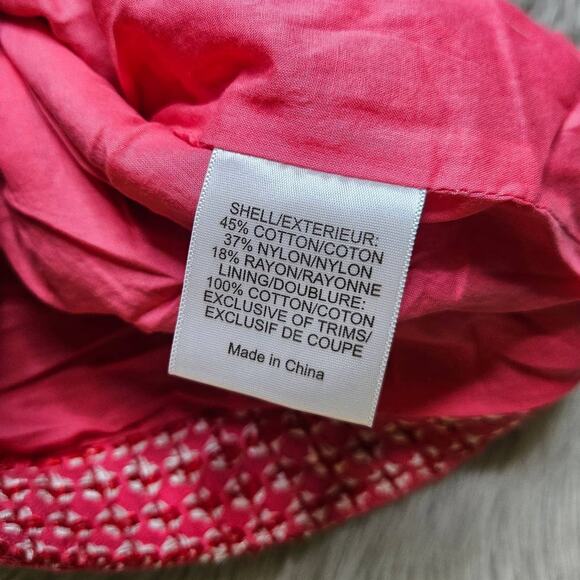 SHELL/EXTERIEUR:
45% COTTON/COTON
37% NYLON/NYLON
18% RAYON/RAYONNE
LINING/DOUBLURE:
100% COTTON/COTON
EXCLUSIVE OF TRIMS/
EXCLUSIF DE COUPE
Made in China